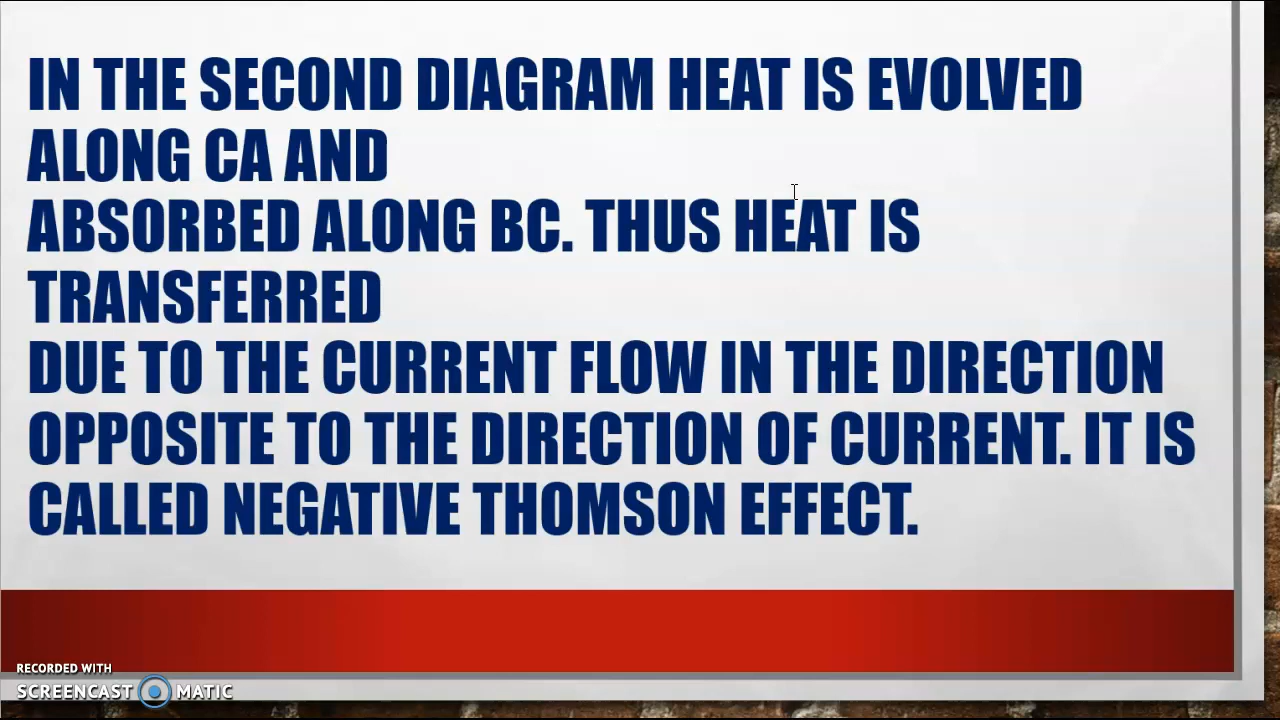 IN THE SECOND DIAGRAM HEAT IS EVOLVED
ALONG CA AND
ABSORBED ALONG BC. THUS HEAT IS
TRANSFERRED
DUE TO THE CURRENT FLOW IN THE DIRECTION
OPPOSITE TO THE DIRECTION OF CURRENT. IT IS
CALLED NEGATIVE THOMSON EFFECT.
RECORDED WITH
SCREENCAST MATIC